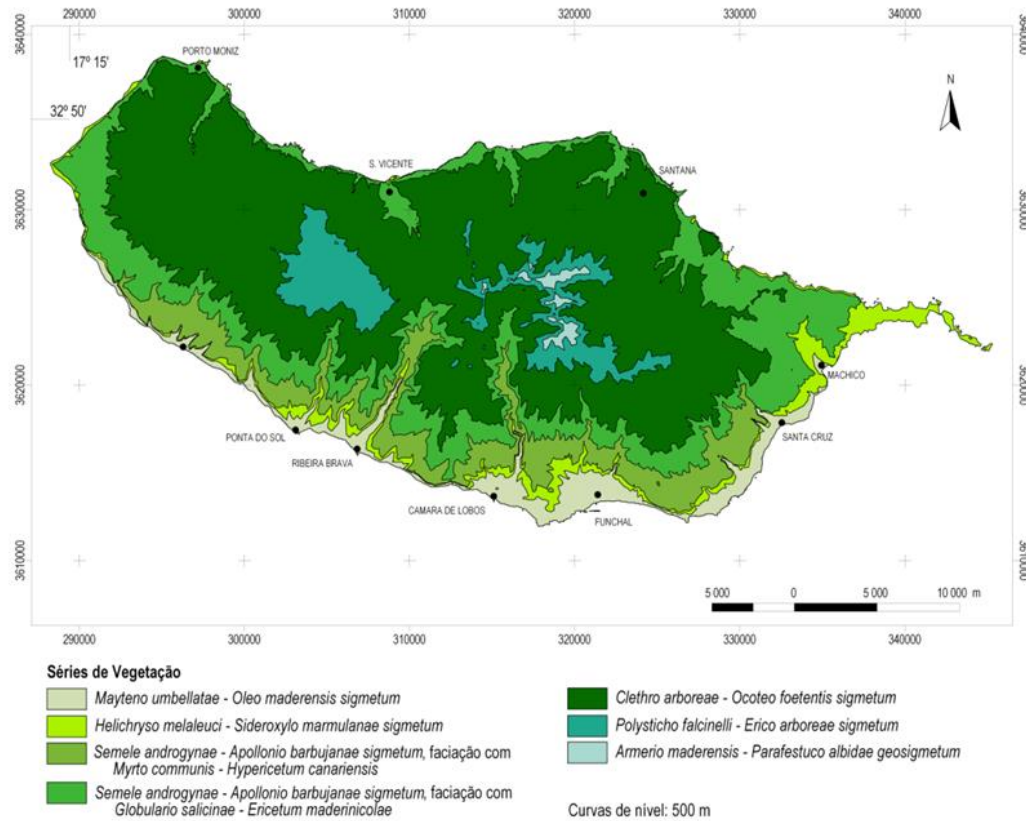 290000 300000 310000 320000 330000 340000
3640000 3640000
PORTO MONIZ
17º 15'
32º 50'
N
S. VICENTE
SANTANA
3630000 3630000
3620000 3620000
MACHICO
PONTA DO SOL
SANTA CRUZ
RIBEIRA BRAVA
CAMARA DE LOBOS
FUNCHAL
3610000 3610000
5 000 0 5 000 10 000 m
290000 300000 310000 320000 330000 340000
Séries de Vegetação
Mayteno umbellatae - Oleo maderensis sigmetum
Helichryso melaleuci - Sideroxylo marmulanae sigmetum
Semele androgynae - Apollonio barbujanae sigmetum, faciação com
Myrto communis - Hypericetum canariensis
Semele androgynae - Apollonio barbujanae sigmetum, faciação com
Globulario salicinae - Ericetum maderinicolae
Clethro arboreae - Ocoteo foetentis sigmetum
Polysticho falcinelli - Erico arboreae sigmetum
Armerio maderensis - Parafestuco albidae geosigmetum
Curvas de nível: 500 m